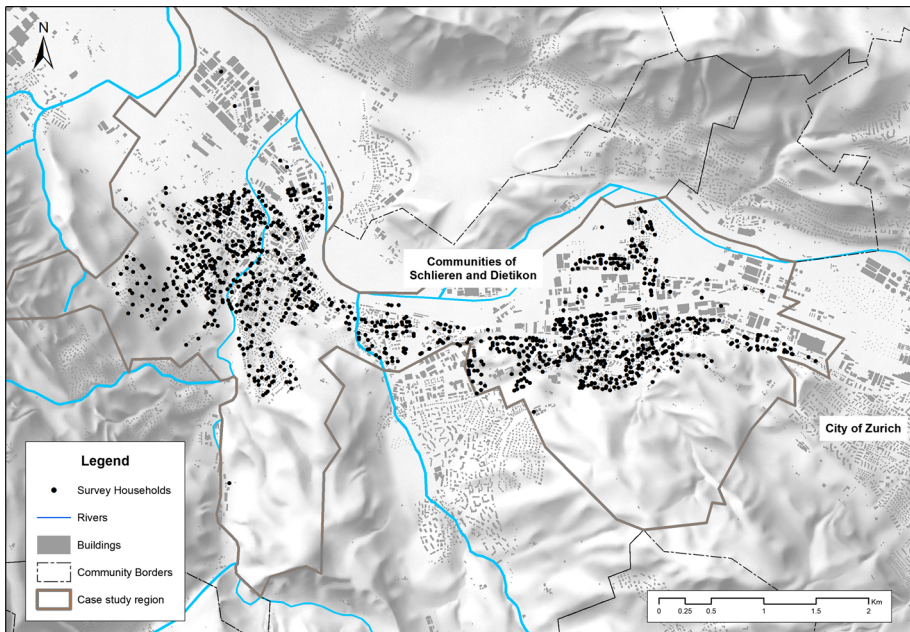 N
Communities of
Schlieren and Dietikon
City of Zurich
Legend
Survey Households
Rivers
Buildings
Community Borders
Case study region
Km
0 0.25 0.5 1 1.5 2